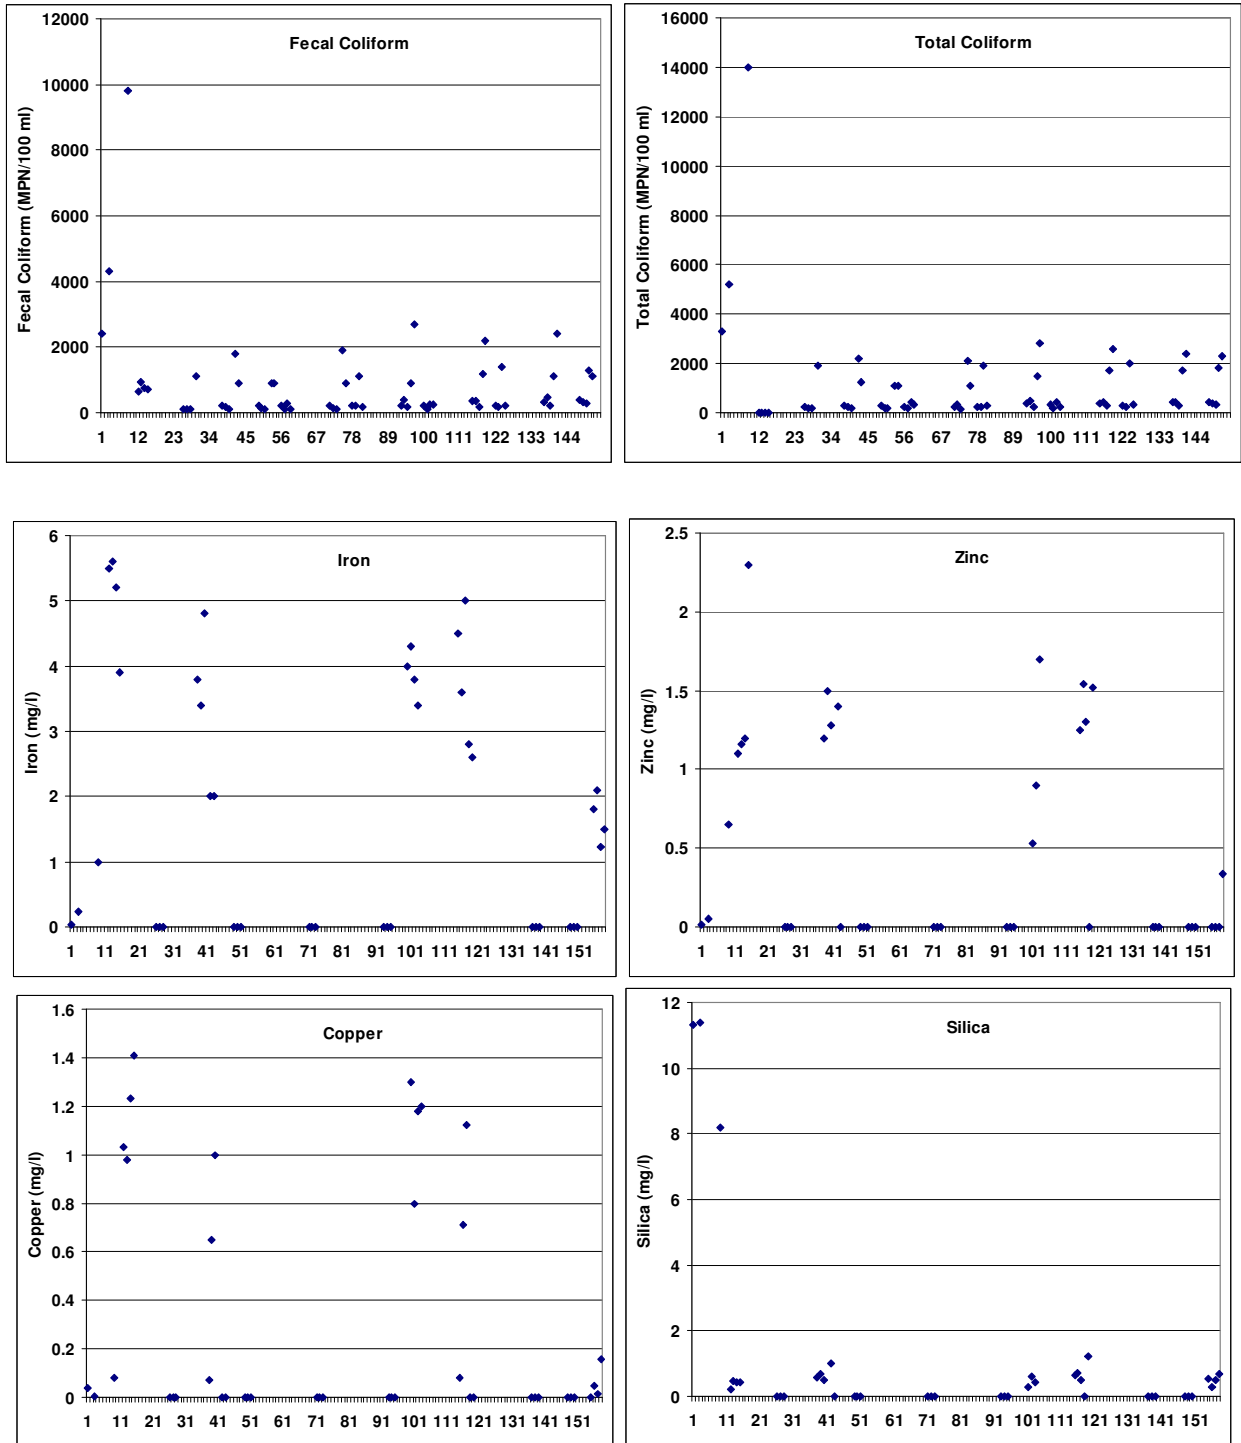 Fecal Coliform
Fecal Coliform (MPN/100 ml)
12000
10000
8000
6000
4000
2000
0
1 12 23 34 45 56 67 78 89 100 111 122 133 144
Total Coliform
Total Coliform (MPN/100 ml)
16000
14000
12000
10000
8000
6000
4000
2000
0
1 12 23 34 45 56 67 78 89 100 111 122 133 144
Iron
Iron (mg/l)
6
5
4
3
2
1
0
1 11 21 31 41 51 61 71 81 91 101 111 121 131 141 151
Zinc
Zinc (mg/l)
2.5
2
1.5
1
0.5
0
1 11 21 31 41 51 61 71 81 91 101 111 121 131 141 151
Copper
Copper (mg/l)
1.6
1.4
1.2
1
0.8
0.6
0.4
0.2
0
1 11 21 31 41 51 61 71 81 91 101 111 121 131 141 151
Silica
Silica (mg/l)
12
10
8
6
4
2
0
1 11 21 31 41 51 61 71 81 91 101 111 121 131 141 151